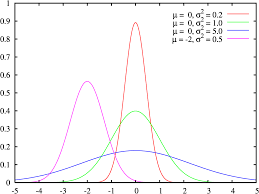 1
0.8
0.6
0.4
0.2
0
-5 -4 -3 -2 -1 0 1 2 3 4 5
μ = 0, σ² = 0.2
μ = 0, σ² = 1.0
μ = 0, σ² = 5.0
μ = -2, σ² = 0.5